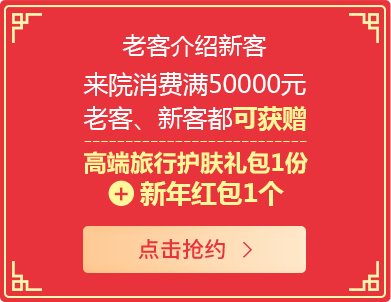 老客介绍新客
来院消费满50000元
老客、新客都可获赠
高端旅行护肤礼包1份
+ 新年红包1个
点击抢约 >